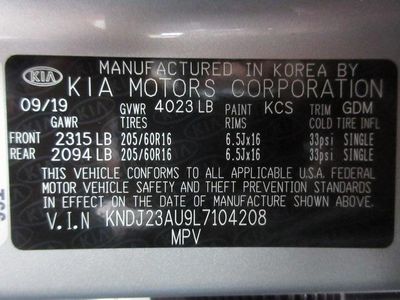 MANUFACTURED IN KOREA BY
KIA KIA MOTORS CORPORATION
09/19 GVWR 4023 LB PAINT KCS TRIM GDM
GAWR TIRES RIMS COLD TIRE INFL
FRONT 2315 LB 205/60R16 6.5Jx16 33psi SINGLE
REAR 2094 LB 205/60R16 6.5Jx16 33psi SINGLE
THIS VEHICLE CONFORMS TO ALL APPLICABLE U.S.A. FEDERAL
MOTOR VEHICLE SAFETY AND THEFT PREVENTION STANDARDS
IN EFFECT ON THE DATE OF MANUFACTURE SHOWN ABOVE.
V.I.N KNDJ23AU9L7104208
MPV